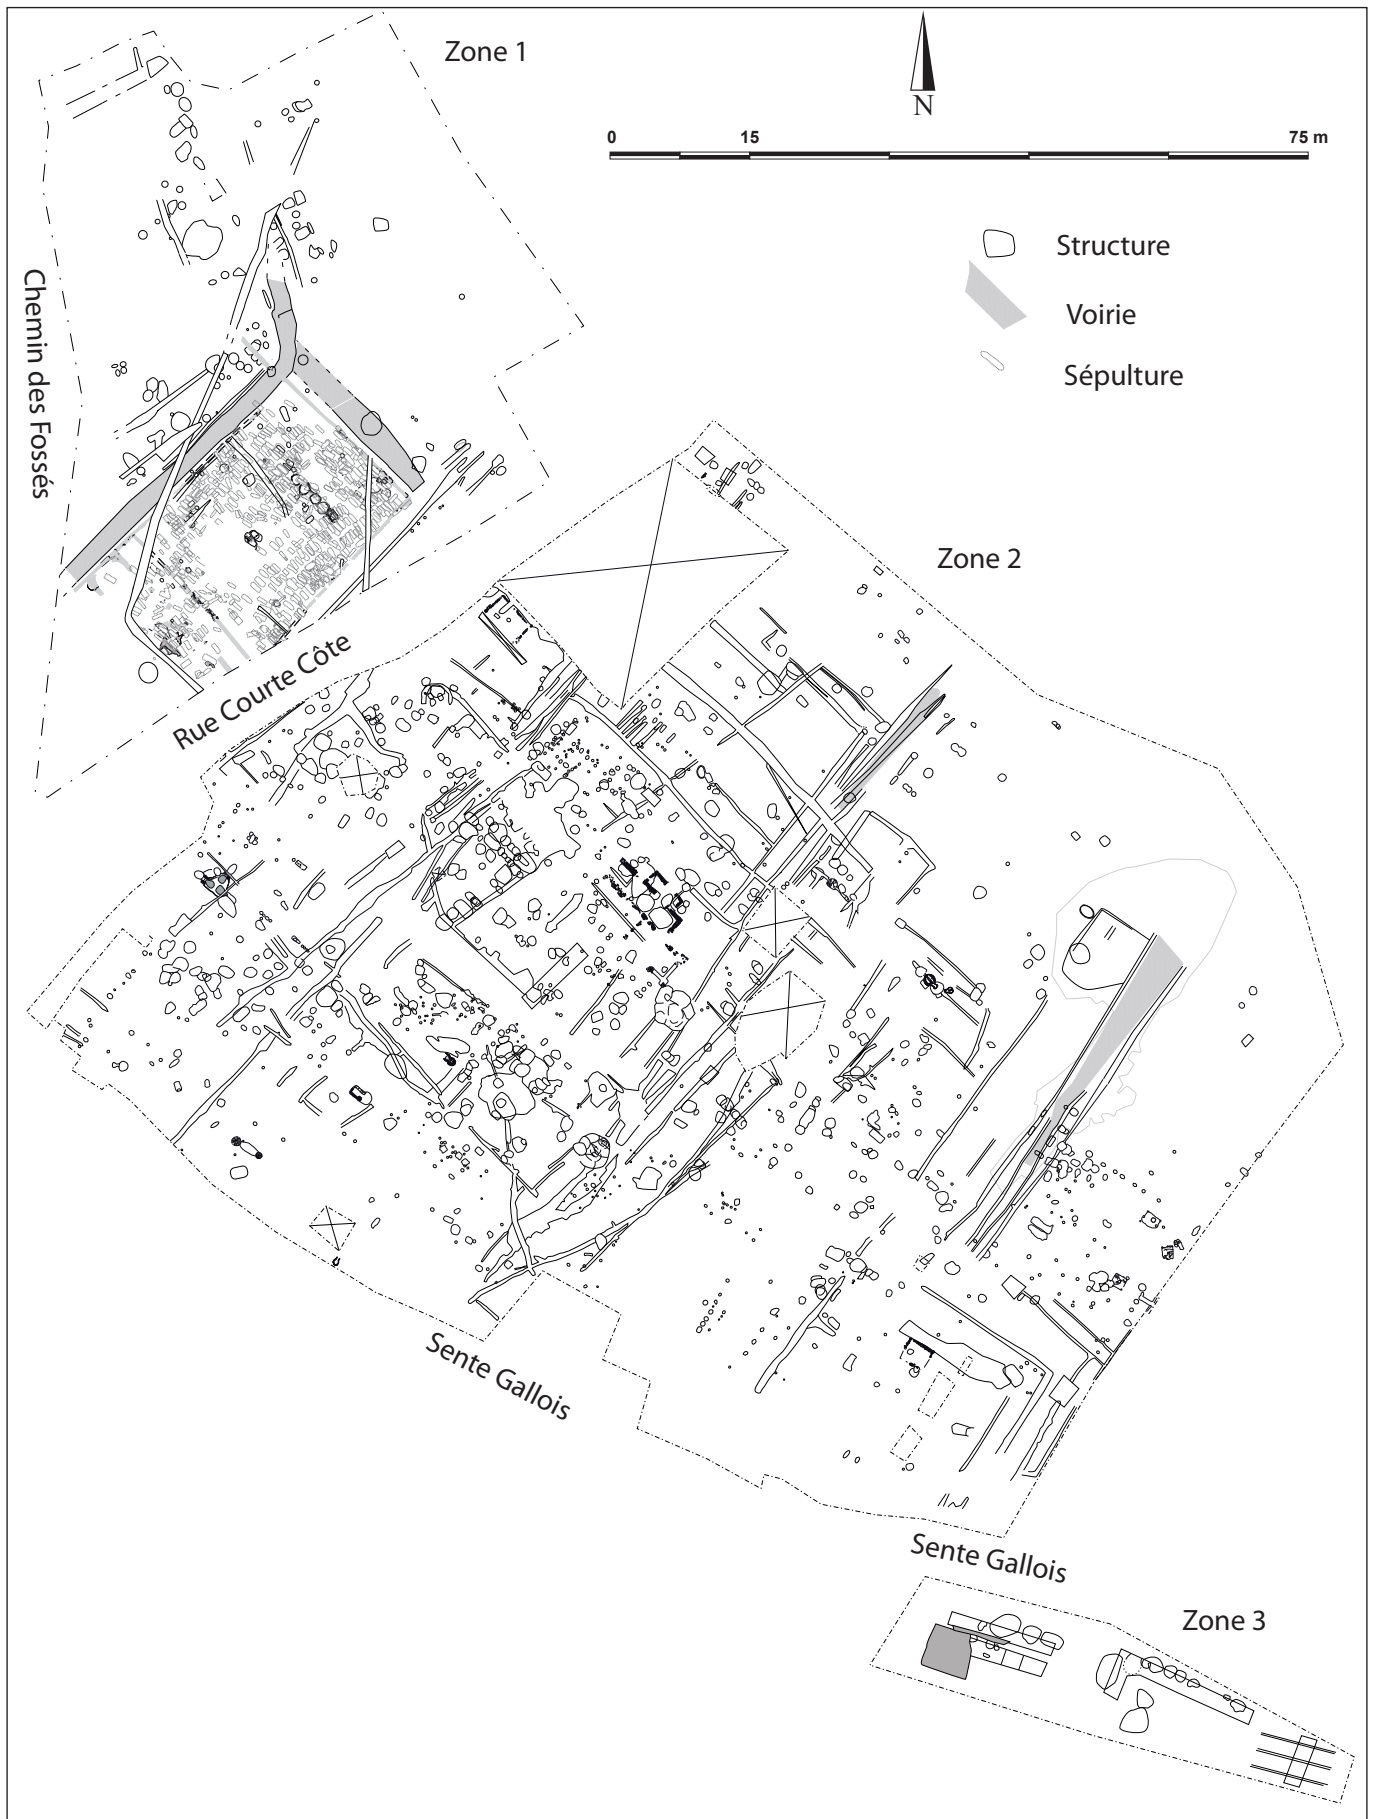 Zone 1
N
0 15 75 m
Structure
Voirie
Sépulture
Chemin des Fossés
Zone 2
Rue Courte Côte
Sente Gallois
Sente Gallois
Zone 3